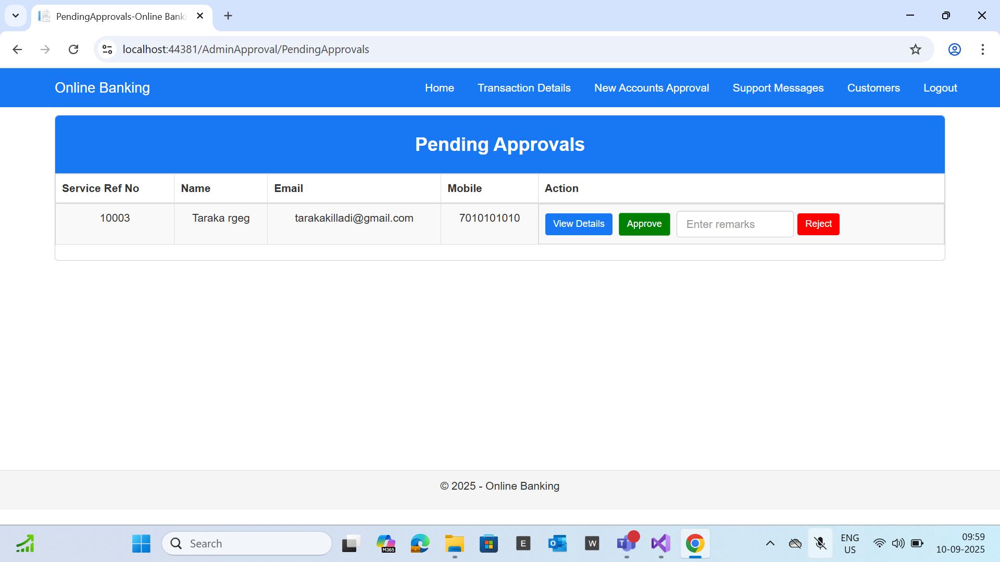 PendingApprovals-Online Banki
localhost:44381/AdminApproval/PendingApprovals
Online Banking Home Transaction Details New Accounts Approval Support Messages Customers Logout
Pending Approvals
Service Ref No Name Email Mobile Action
10003 Taraka rgeg tarakakilladi@gmail.com 7010101010 View Details Approve Enter remarks Reject
© 2025 - Online Banking
Search M365 E O W T ENG 09:59
US 10-09-2025